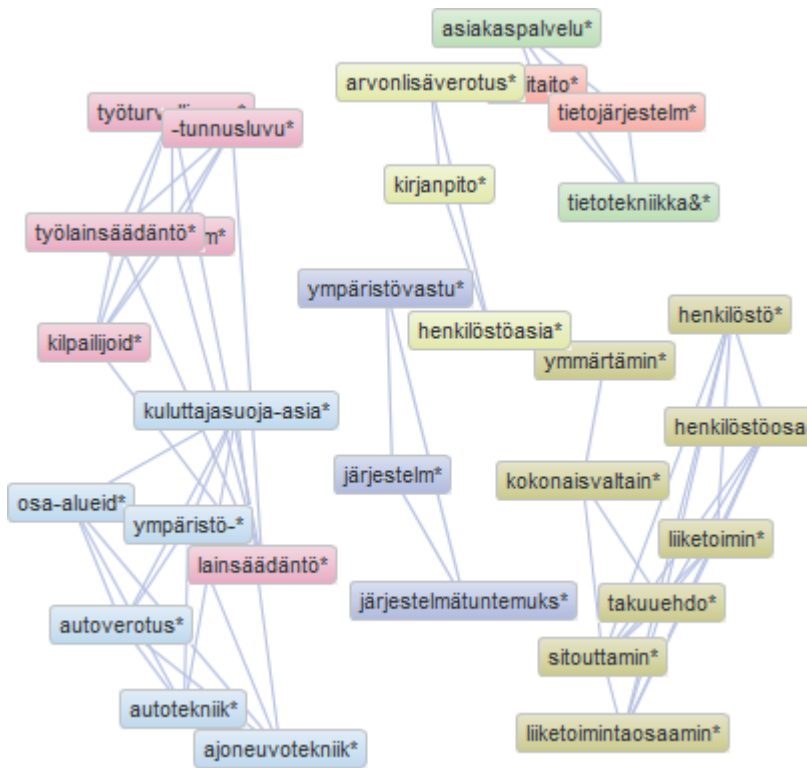 asiakaspalvelu*
arvonlisäverotus*
itaito*
tietojärjestelm*
-tunnusluvu*
kirjanpito*
tietotekniikka&*
työlainsäädäntö*
m*
ympäristövastu*
henkilöstö*
henkilöstöasia*
kilpailijoid*
ymmärtämin*
kuluttajasuoja-asia*
henkilöstöosa
järjestelm*
kokonaisvaltain*
osa-alueid*
ympäristö-*
liiketoimin*
lainsäädäntö*
järjestelmätuntemuks*
takuuehdo*
autoverotus*
sitouttamin*
autotekniik*
liiketoimintaosaamin*
ajoneuvotekniik*